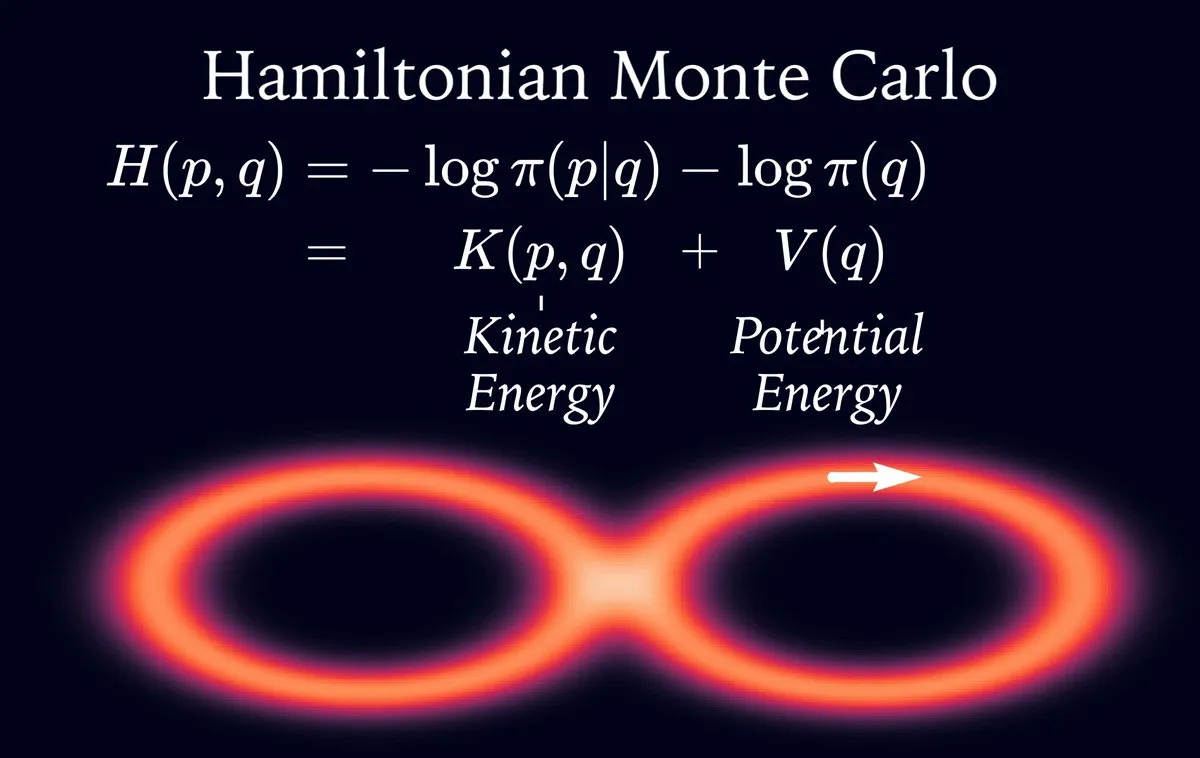 Hamiltonian Monte Carlo
H(p, q) = − log π(p|q) − log π(q)
= K(p, q) + V(q)
Kinetic Potential
Energy Energy